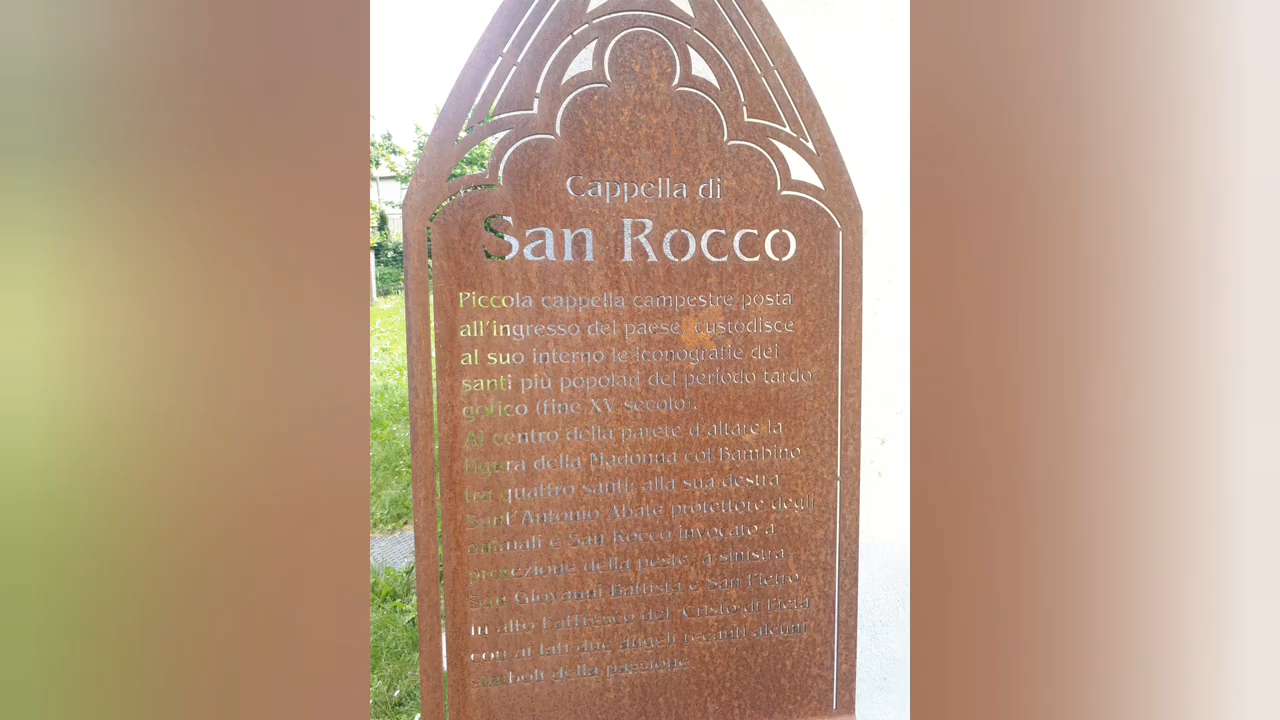 Cappella di
San Rocco
Piccola cappella campestre posta
all'ingresso del paese, custodisce
al suo interno le iconografie dei
santi più popolari del periodo tardo
gotico (fine XV secolo).
Al centro della parete d'altare la
figura della Madonna col Bambino
fra quattro santi: alla sua destra
Sant'Antonio Abate protettore degli
animali e San Rocco invocato a
protezione della peste; a sinistra
San Giovanni Battista e San Pietro.
In alto l'affresco del 'Cristo di Pietà'
con ai lati due angeli recanti alcuni
simboli della passione.